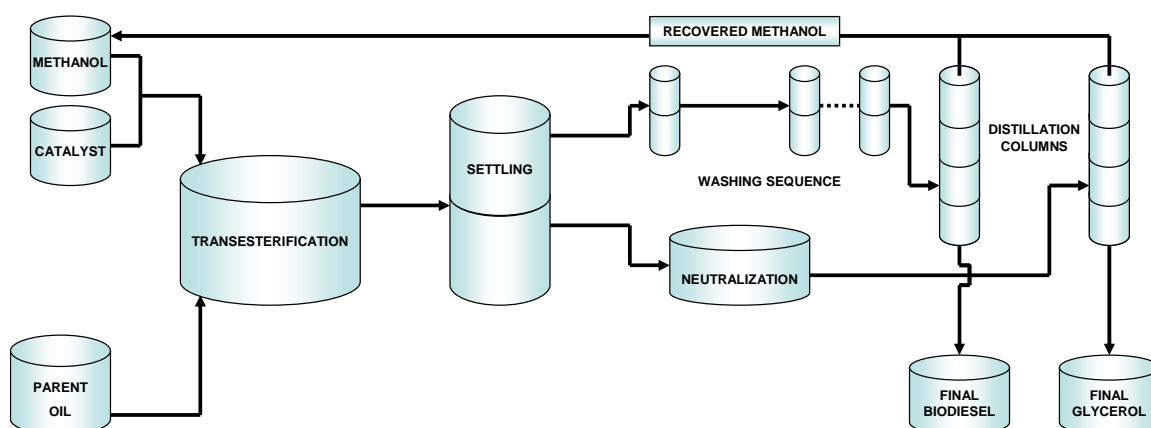 RECOVERED METHANOL
METHANOL
CATALYST
SETTLING
DISTILLATION
COLUMNS
WASHING SEQUENCE
TRANSESTERIFICATION
NEUTRALIZATION
PARENT
OIL
FINAL
BIODIESEL
FINAL
GLYCEROL